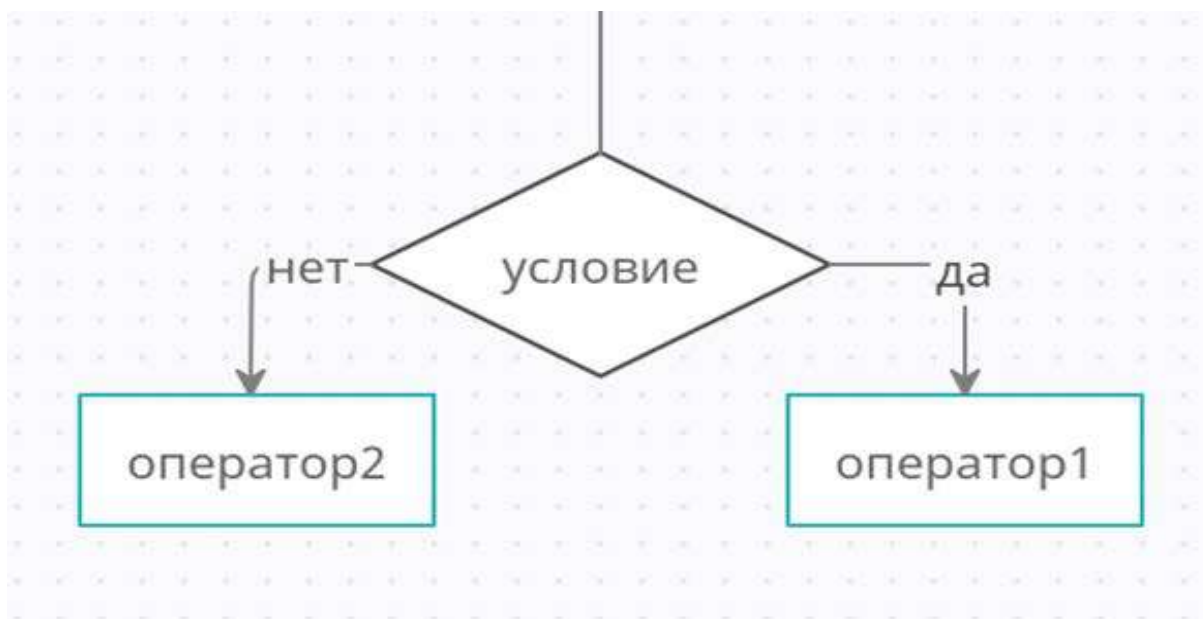 нет
условие
да
оператор2
оператор1